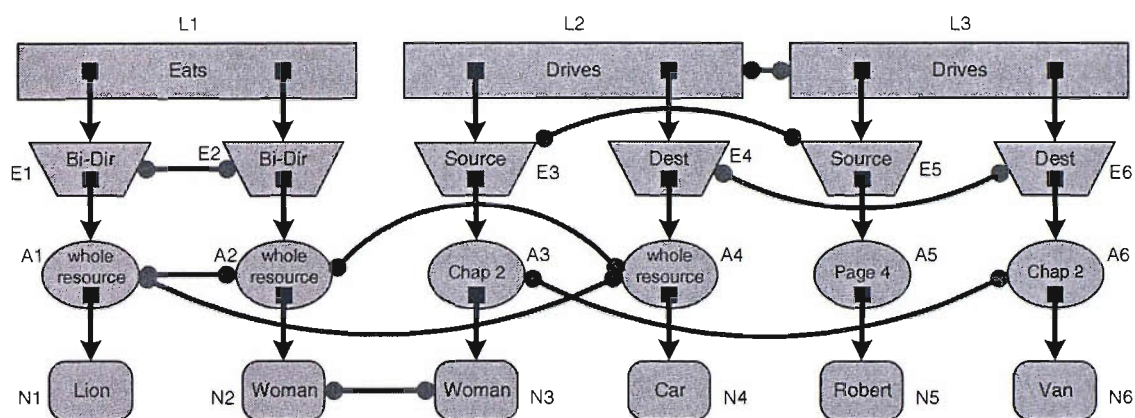 L1 L2 L3
Eats Drives Drives
E1 Bi-Dir E2 Bi-Dir Source E3 Dest E4 Source E5 Dest E6
A1 whole resource A2 whole resource Chap 2 A3 whole resource A4 Page 4 A5 Chap 2 A6
N1 Lion N2 Woman Woman N3 Car N4 Robert N5 Van N6